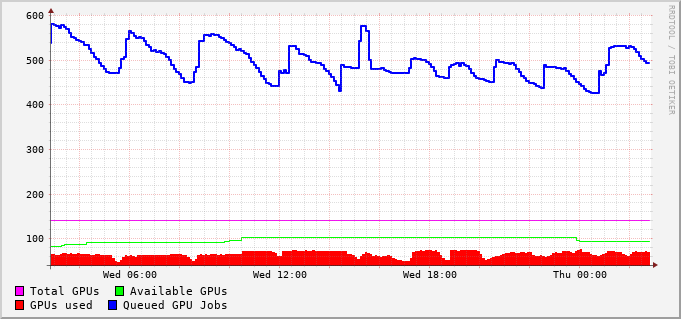 600
500
400
300
200
100
Wed 06:00 Wed 12:00 Wed 18:00 Thu 00:00
Total GPUs Available GPUs
GPUs used Queued GPU Jobs
RRDTOOL / TOBI OETIKER